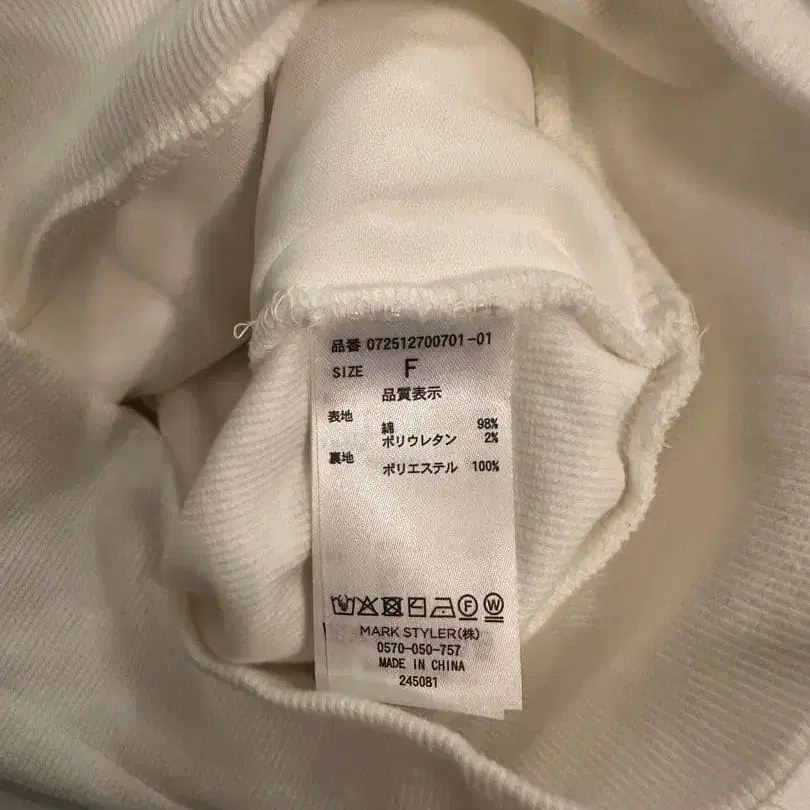 品番 072512700701-01
SIZE F
品質表示
表地 綿 98%
ポリウレタン 2%
裏地 ポリエステル 100%
F W
MARK STYLER(株)
0570-050-757
MADE IN CHINA
245081